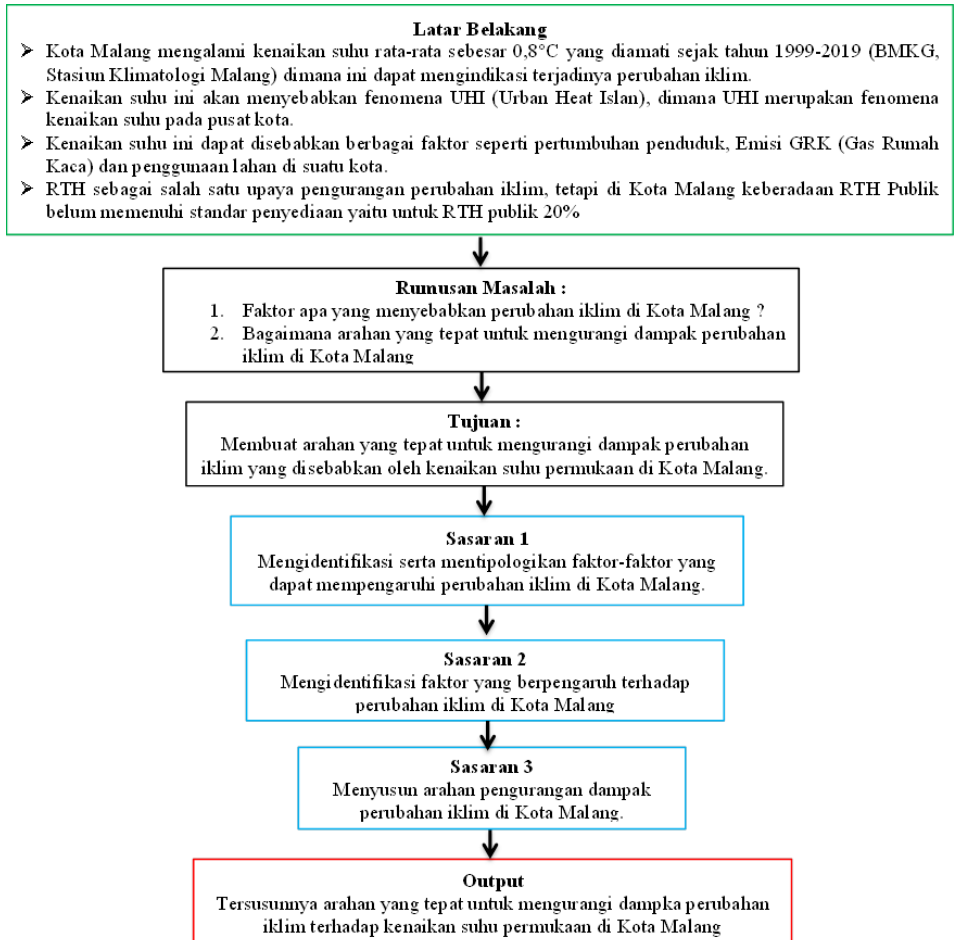 Latar Belakang
➢ Kota Malang mengalami kenaikan suhu rata-rata sebesar 0,8°C yang diamati sejak tahun 1999-2019 (BMKG,
Stasiun Klimatologi Malang) dimana ini dapat mengindikasi terjadinya perubahan iklim.
➢ Kenaikan suhu ini akan menyebabkan fenomena UHI (Urban Heat Islan), dimana UHI merupakan fenomena
kenaikan suhu pada pusat kota.
➢ Kenaikan suhu ini dapat disebabkan berbagai faktor seperti pertumbuhan penduduk, Emisi GRK (Gas Rumah
Kaca) dan penggunaan lahan di suatu kota.
➢ RTH sebagai salah satu upaya pengurangan perubahan iklim, tetapi di Kota Malang keberadaan RTH Publik
belum memenuhi standar penyediaan yaitu untuk RTH publik 20%
Rumusan Masalah :
1. Faktor apa yang menyebabkan perubahan iklim di Kota Malang ?
2. Bagaimana arahan yang tepat untuk mengurangi dampak perubahan
iklim di Kota Malang
Tujuan :
Membuat arahan yang tepat untuk mengurangi dampak perubahan
iklim yang disebabkan oleh kenaikan suhu permukaan di Kota Malang.
Sasaran 1
Mengidentifikasi serta mentipologikan faktor-faktor yang
dapat mempengaruhi perubahan iklim di Kota Malang.
Sasaran 2
Mengidentifikasi faktor yang berpengaruh terhadap
perubahan iklim di Kota Malang
Sasaran 3
Menyusun arahan pengurangan dampak
perubahan iklim di Kota Malang.
Output
Tersusunnya arahan yang tepat untuk mengurangi dampka perubahan
iklim terhadap kenaikan suhu permukaan di Kota Malang